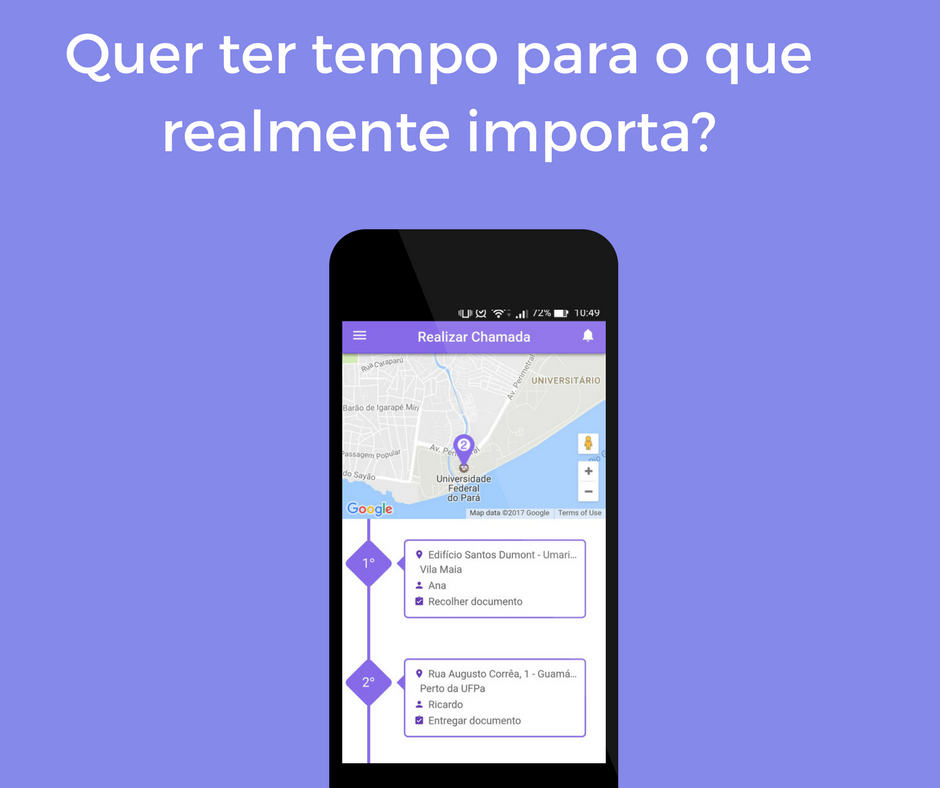 Quer ter tempo para o que
realmente importa?
72% 10:49
Realizar Chamada
Rua Caraparú
Av. Perimetral
UNIVERSITÁRIO
Barão de Igarapé Miri
2
Av. Per
Passagem Popular
do Sayão
Universidade
Federal
do Pará
+
−
Google
Map data ©2017 Google
Terms of Use
1°
Edifício Santos Dumont - Umari...
Vila Maia
Ana
Recolher documento
2°
Rua Augusto Corrêa, 1 - Guamá...
Perto da UFPa
Ricardo
Entregar documento